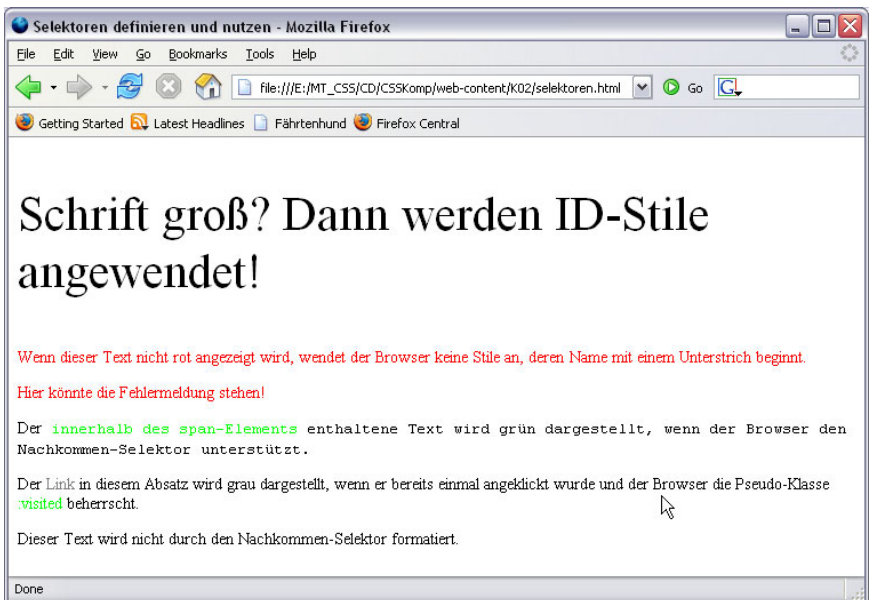 Selektoren definieren und nutzen - Mozilla Firefox
File Edit View Go Bookmarks Tools Help
file:///E:/MT_CSS/CD/CSSKomp/web-content/K02/selektoren.html Go G
Getting Started Latest Headlines Fährtenhund Firefox Central
Schrift groß? Dann werden ID-Stile
angewendet!
Wenn dieser Text nicht rot angezeigt wird, wendet der Browser keine Stile an, deren Name mit einem Unterstrich beginnt.
Hier könnte die Fehlermeldung stehen!
Der innerhalb des span-Elements enthaltene Text wird grün dargestellt, wenn der Browser den
Nachkommen-Selektor unterstützt.
Der Link in diesem Absatz wird grau dargestellt, wenn er bereits einmal angeklickt wurde und der Browser die Pseudo-Klasse
:visited beherrscht.
Dieser Text wird nicht durch den Nachkommen-Selektor formatiert.
Done